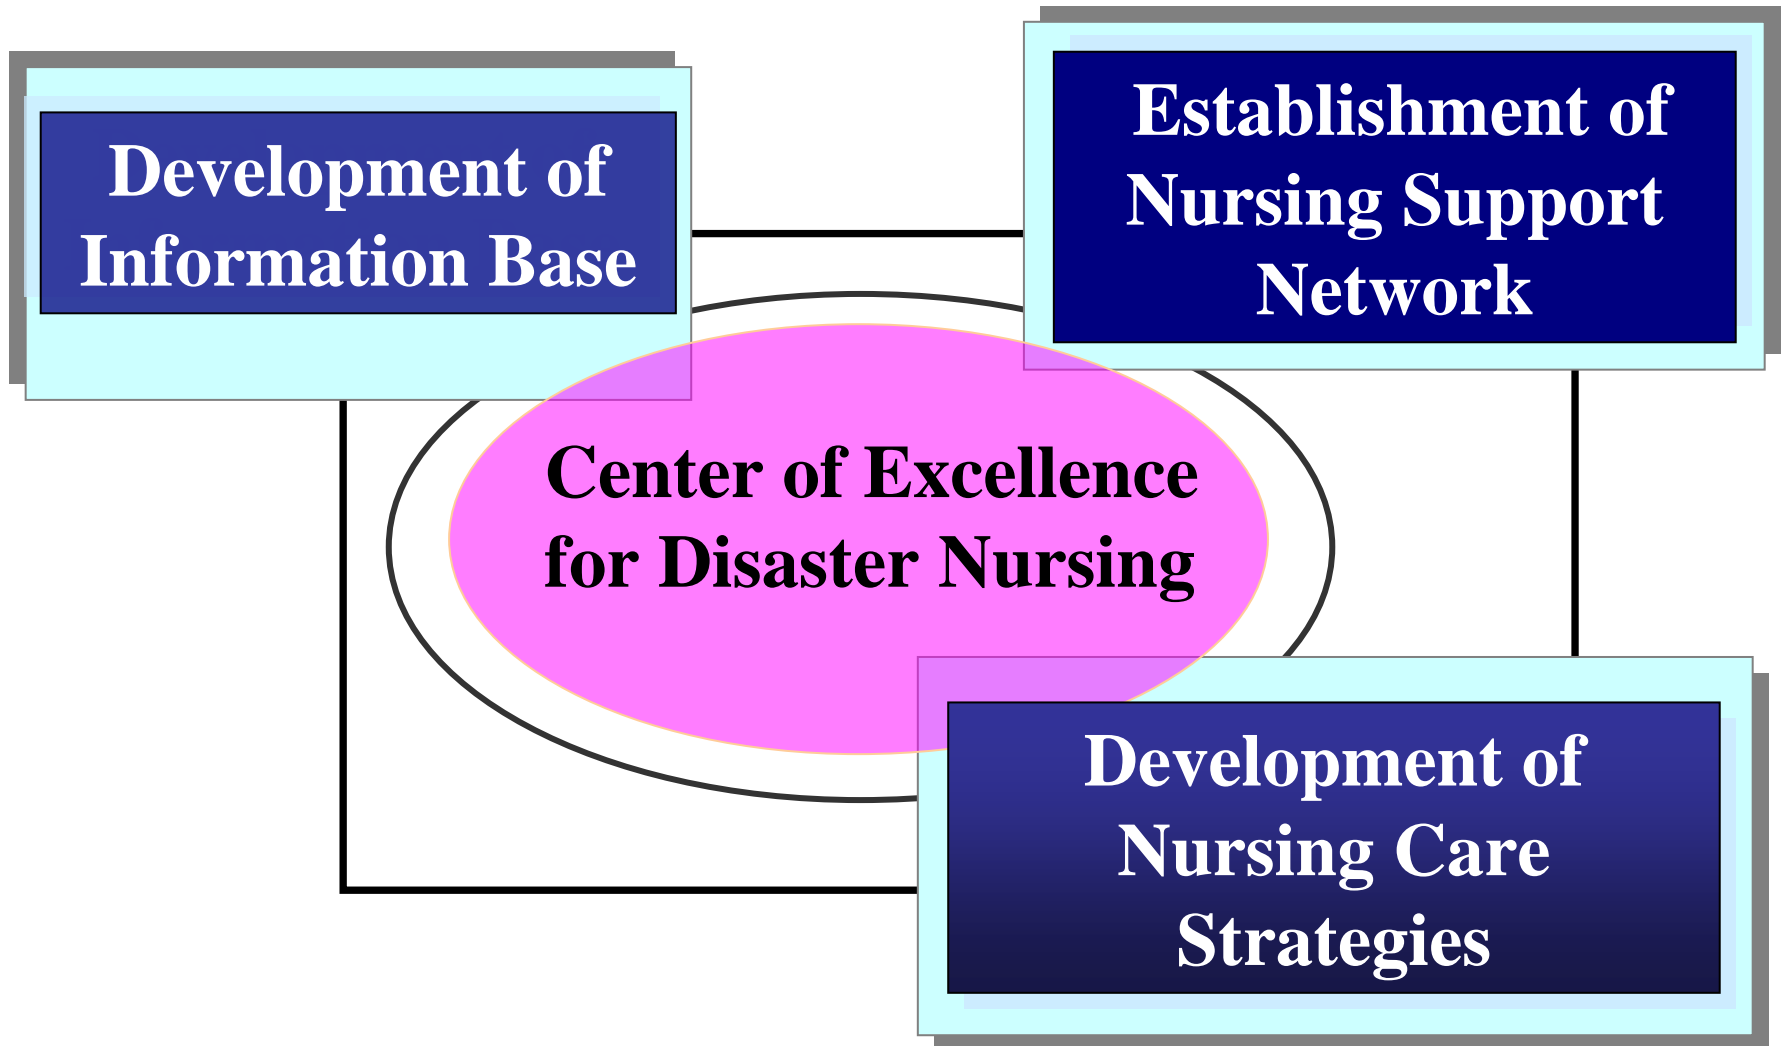 Development of
Information Base
Establishment of
Nursing Support
Network
Center of Excellence
for Disaster Nursing
Development of
Nursing Care
Strategies